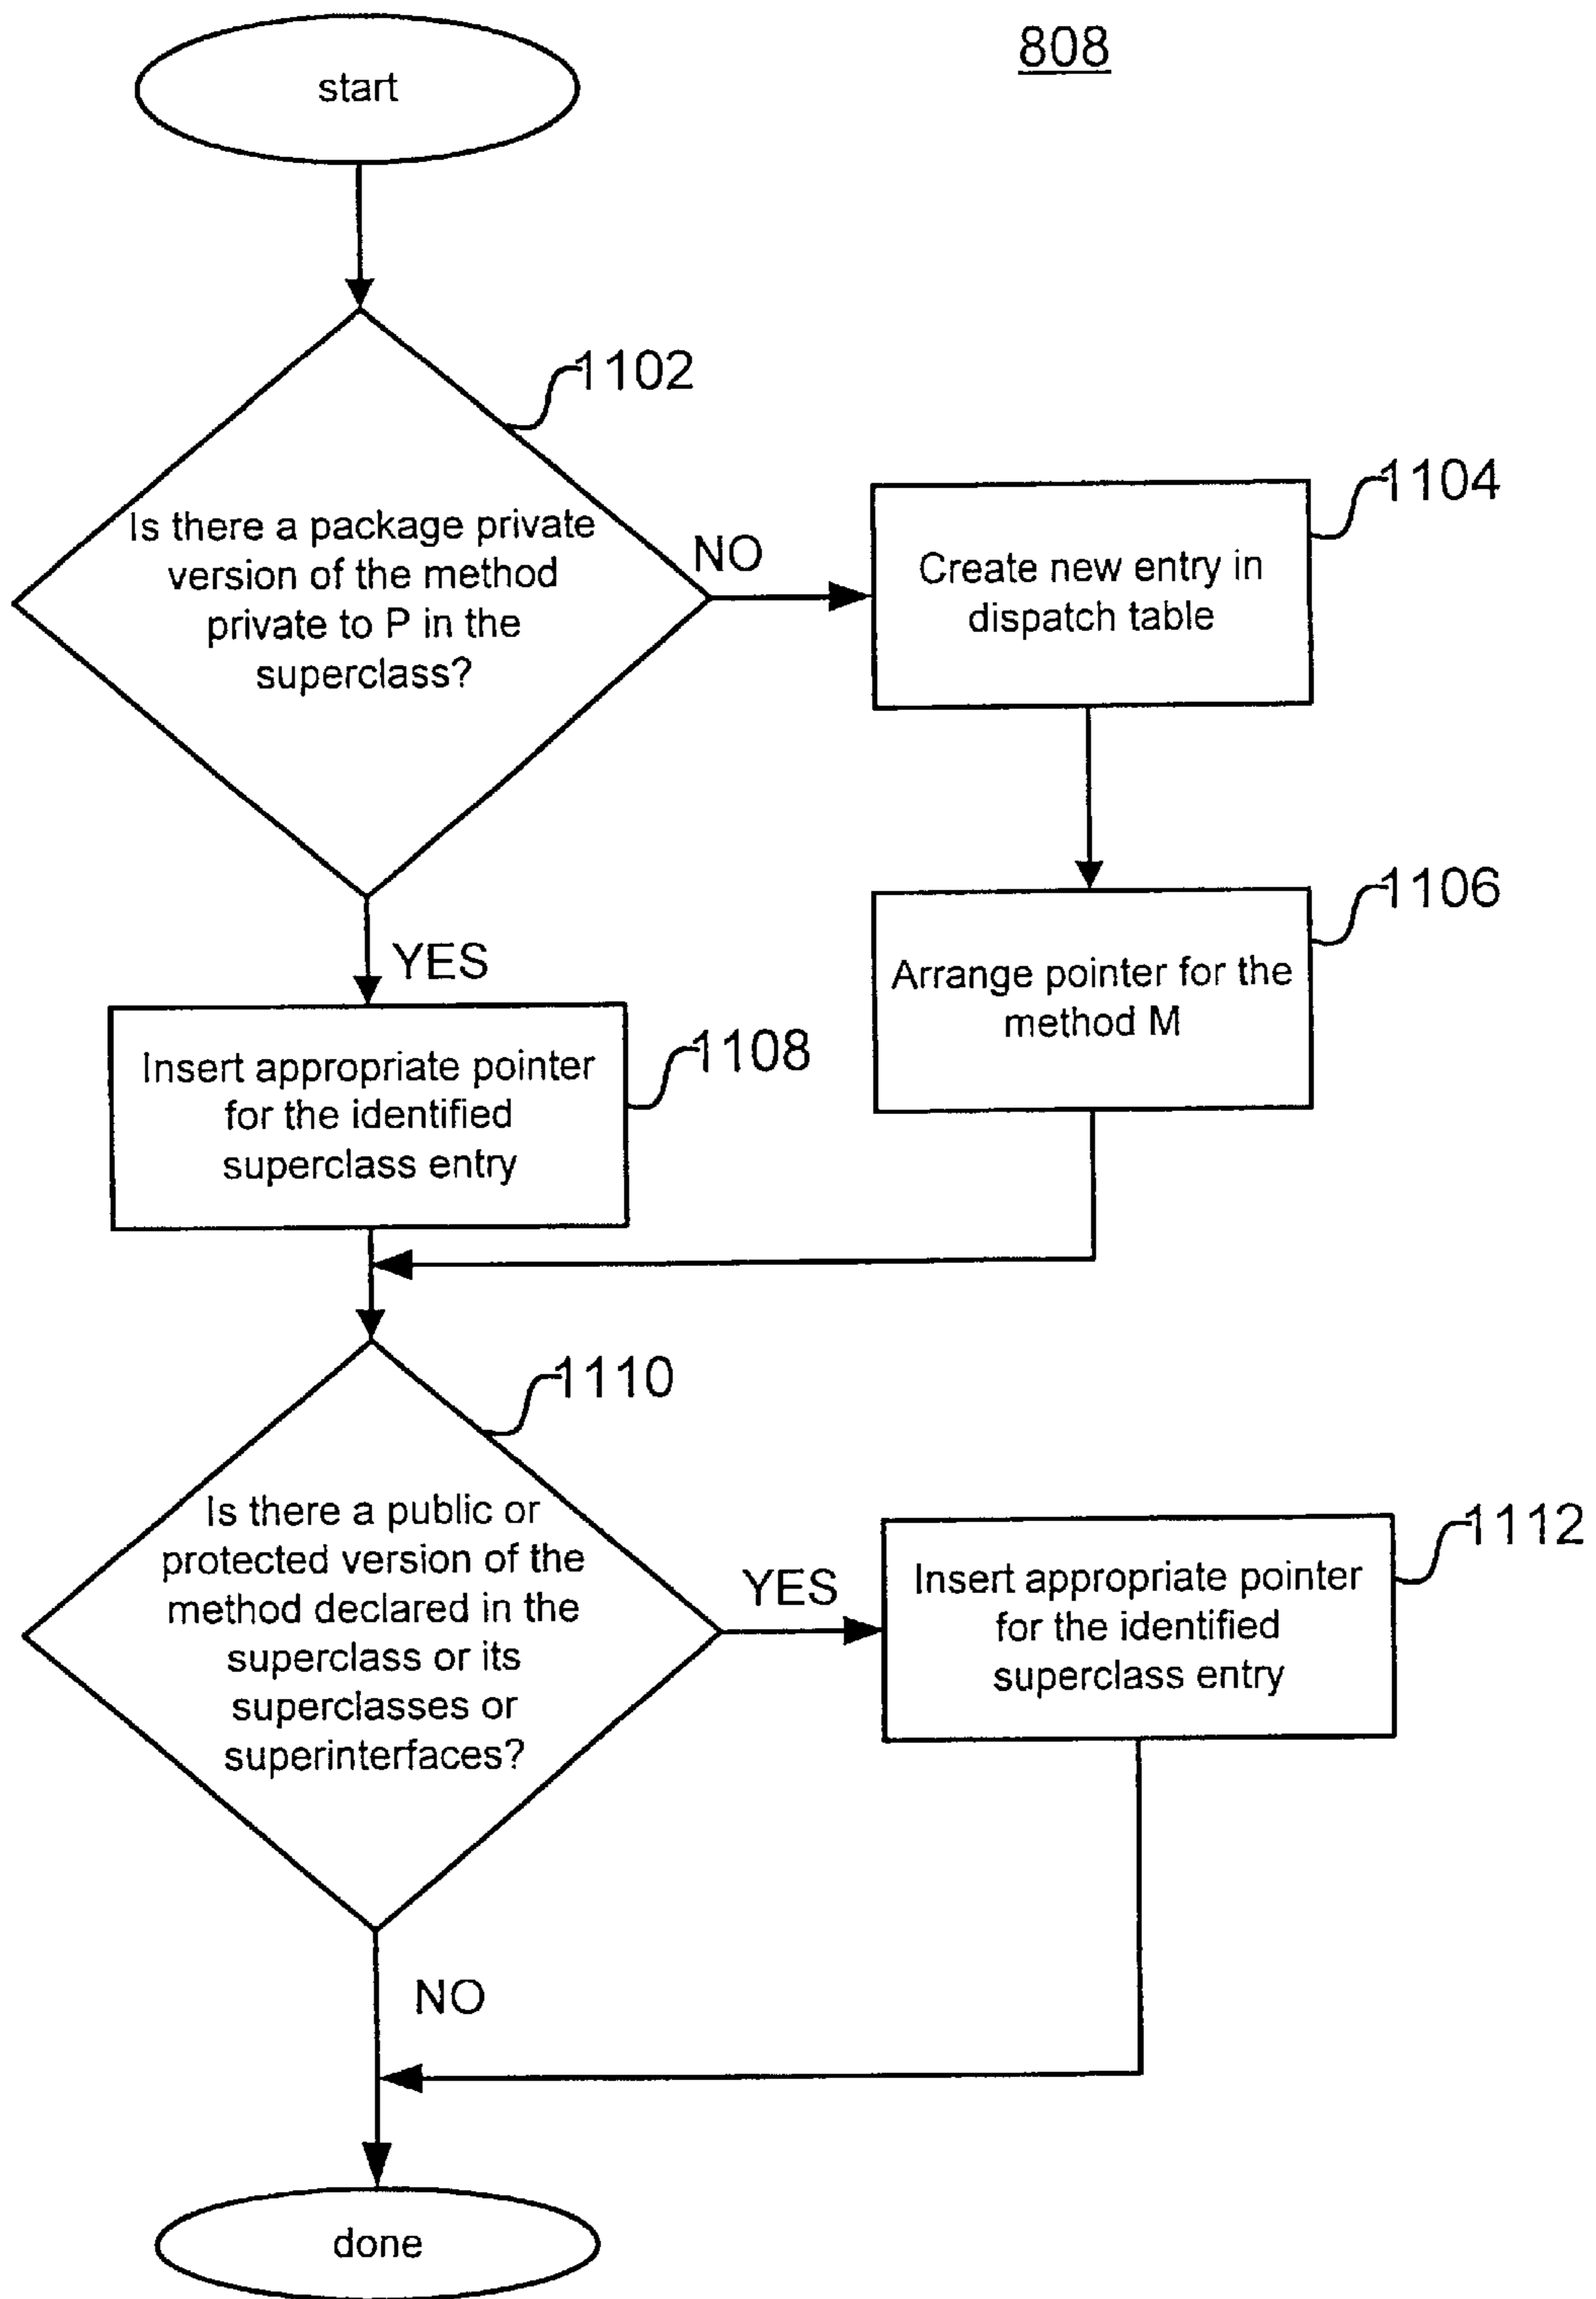 808
start
1102
Is there a package private
version of the method
private to P in the
superclass?
NO
1104
Create new entry in
dispatch table
YES
1106
Arrange pointer for the
method M
1108
Insert appropriate pointer
for the identified
superclass entry
1110
Is there a public or
protected version of the
method declared in the
superclass or its
superclasses or
superinterfaces?
YES
1112
Insert appropriate pointer
for the identified
superclass entry
NO
done